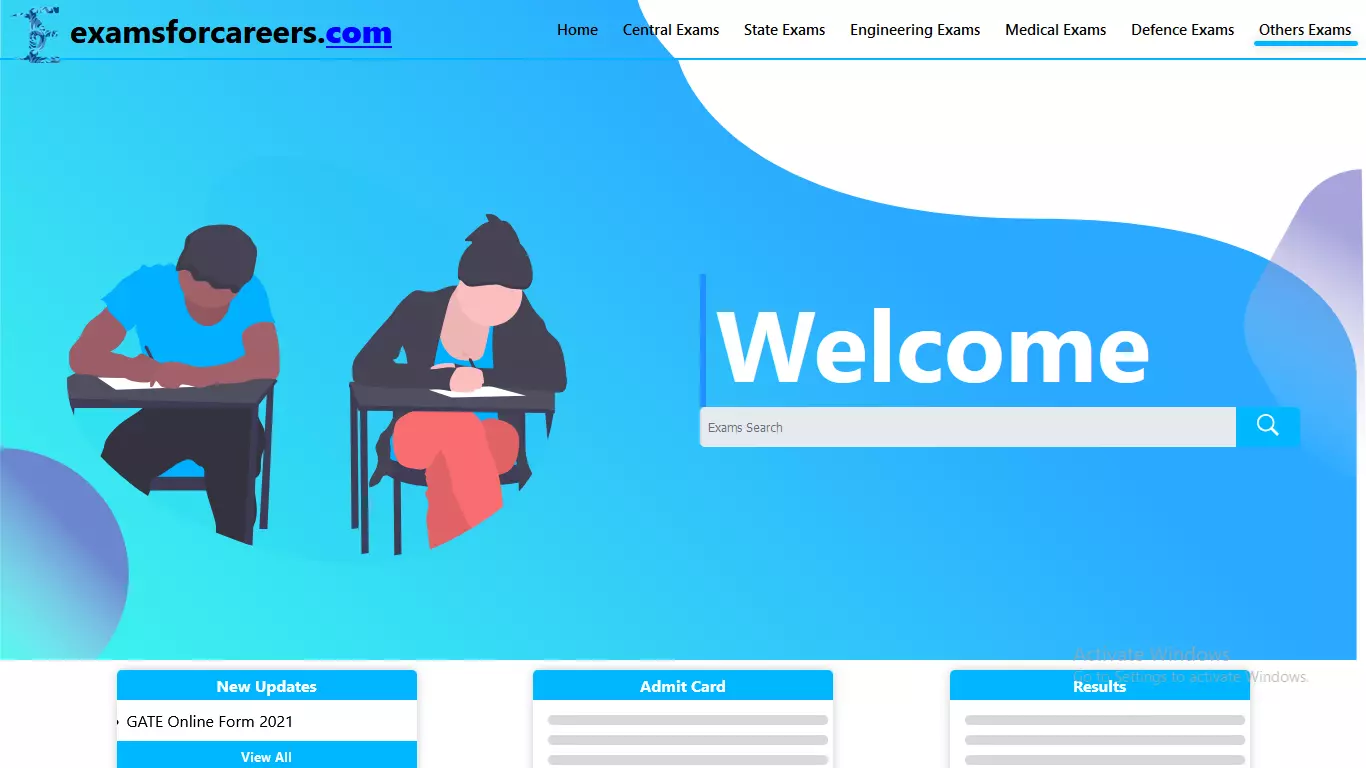 examsforcareers.com
Home Central Exams State Exams Engineering Exams Medical Exams Defence Exams Others Exams
Welcome
Exams Search
Activate Windows
Go to Settings to activate Windows.
New Updates Admit Card Results
GATE Online Form 2021
View All